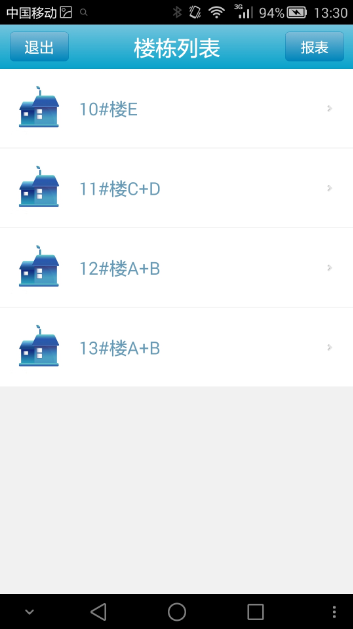 中国移动 3G 94% 13:30
退出 楼栋列表 报表
10#楼E
11#楼C+D
12#楼A+B
13#楼A+B